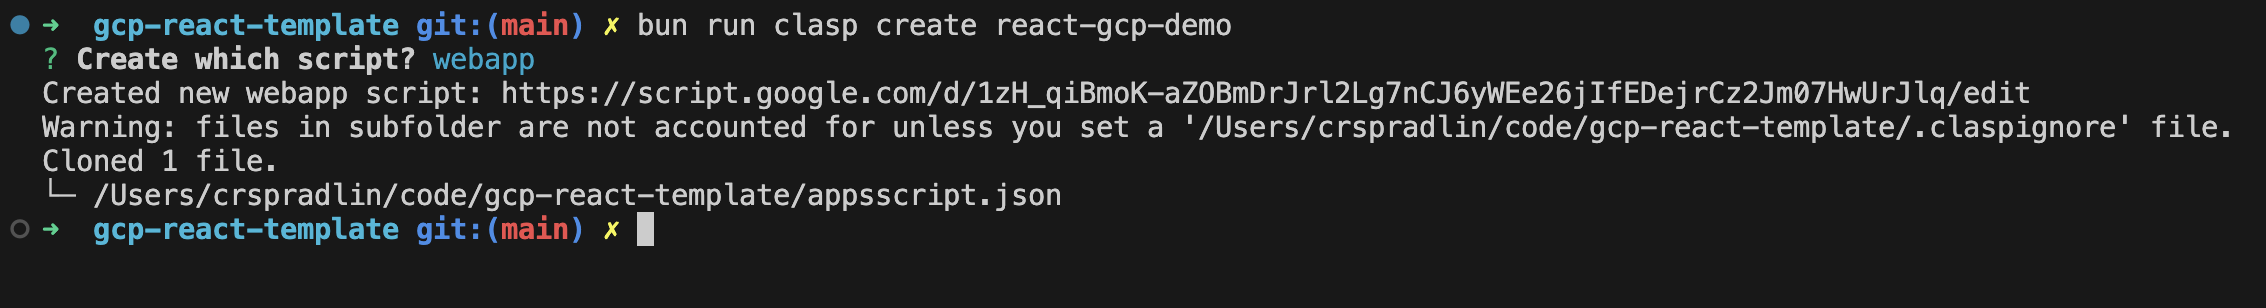 ➜  gcp-react-template git:(main) ✗ bun run clasp create react-gcp-demo
? Create which script? webapp
Created new webapp script: https://script.google.com/d/1zH_qiBmoK-aZOBmDrJrl2Lg7nCJ6yWEe26jIfEDejrCz2Jm07HwUrJlq/edit
Warning: files in subfolder are not accounted for unless you set a '/Users/crspradlin/code/gcp-react-template/.claspignore' file.
Cloned 1 file.
└─ /Users/crspradlin/code/gcp-react-template/appsscript.json
➜  gcp-react-template git:(main) ✗